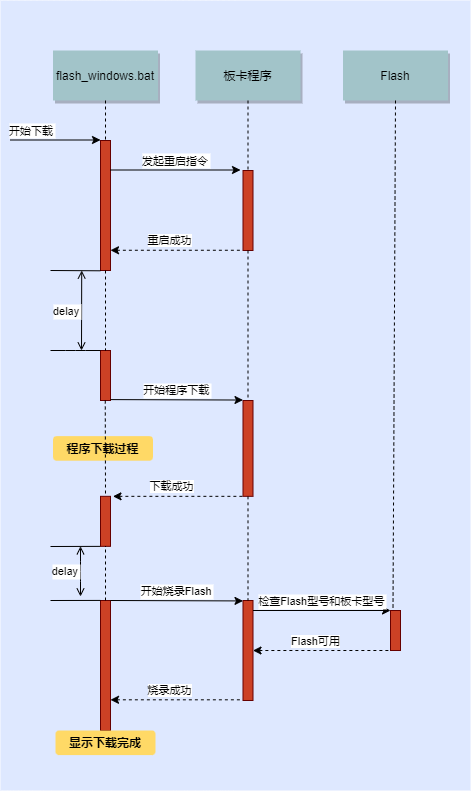 flash_windows.bat
板卡程序
Flash
开始下载
发起重启指令
重启成功
delay
开始程序下载
程序下载过程
下载成功
delay
开始烧录Flash
检查Flash型号和板卡型号
Flash可用
烧录成功
显示下载完成